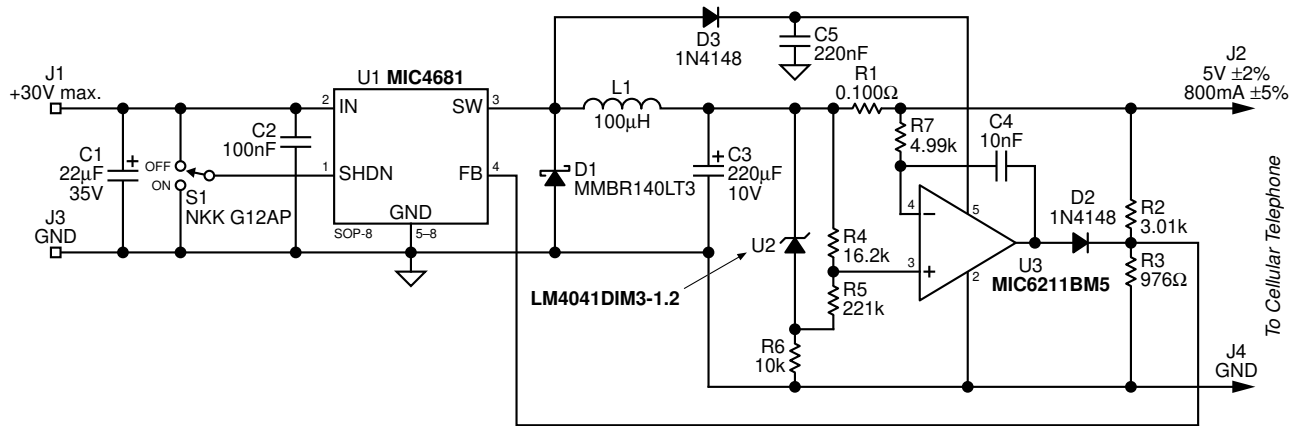 J1
+30V max.
C1
22µF
35V
+
OFF
ON
S1
NKK G12AP
J3
GND
C2
100nF
U1 MIC4681
2
IN
SW
3
1
SHDN
FB
4
GND
SOP-8
5–8
D3
1N4148
C5
220nF
L1
100µH
D1
MMBR140LT3
+
C3
220µF
10V
R1
0.100Ω
R7
4.99k
C4
10nF
U2
LM4041DIM3-1.2
R4
16.2k
R5
221k
R6
10k
4
–
3
+
5
2
U3
MIC6211BM5
D2
1N4148
R2
3.01k
R3
976Ω
J2
5V ±2%
800mA ±5%
J4
GND
To Cellular Telephone